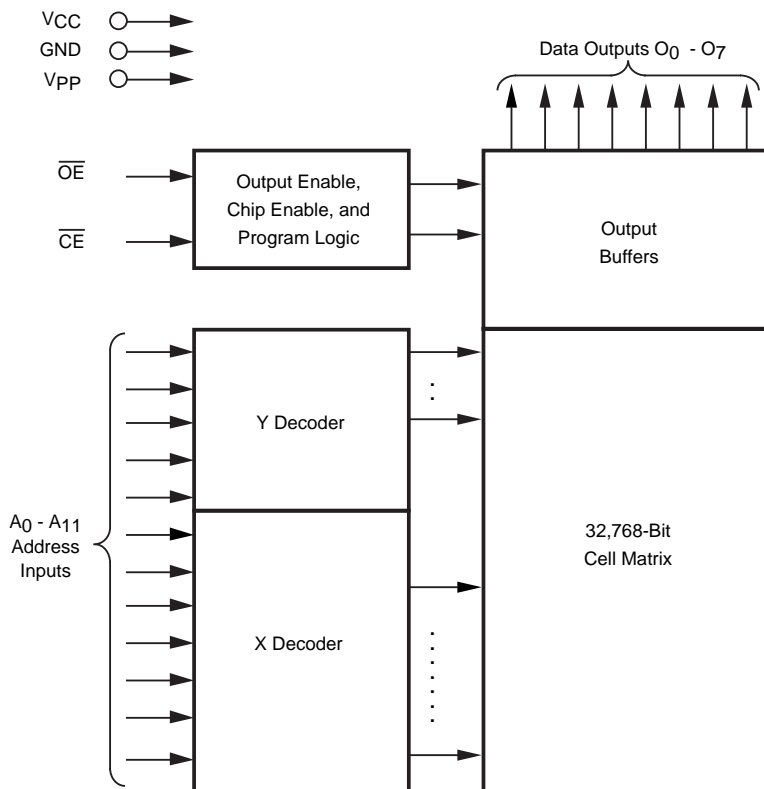 VCC
GND
VPP
Data Outputs O0 - O7
OE
CE
Output Enable,
Chip Enable, and
Program Logic
Output
Buffers
Y Decoder
A0 - A11
Address
Inputs
X Decoder
32,768-Bit
Cell Matrix